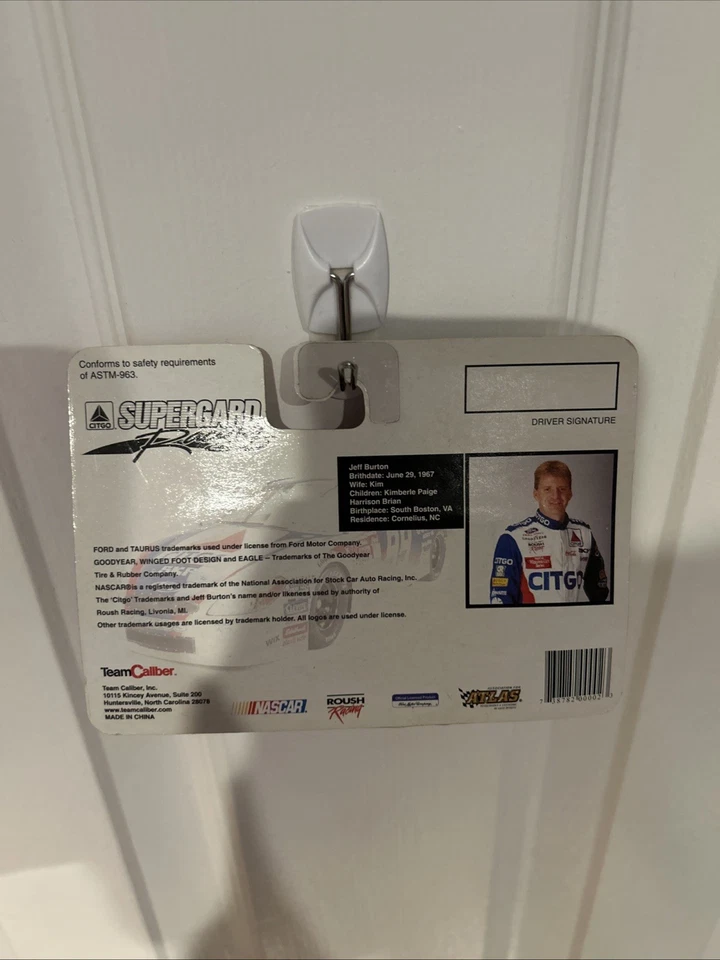 Conforms to safety requirements
of ASTM-963.
CITGO
SUPERGARD
DRIVER SIGNATURE
Jeff Burton
Birthdate: June 29, 1967
Wife: Kim
Children: Kimberle Paige
Harrison Brian
Birthplace: South Boston, VA
Residence: Cornelius, NC
CITGO
FORD and TAURUS trademarks used under license from Ford Motor Company.
GOODYEAR, WINGED FOOT DESIGN and EAGLE – Trademarks of The Goodyear
Tire & Rubber Company.
NASCAR® is a registered trademark of the National Association for Stock Car Auto Racing, Inc.
The 'Citgo' Trademarks and Jeff Burton's name and/or likeness used by authority of
Roush Racing, Livonia, MI.
Other trademark usages are licensed by trademark holder. All logos are used under license.
TeamCaliber.
Team Caliber, Inc.
10115 Kincey Avenue, Suite 200
Huntersville, North Carolina 28078
www.teamcaliber.com
MADE IN CHINA
NASCAR
ROUSH
Racing
Official Licensed Product
ATLAS